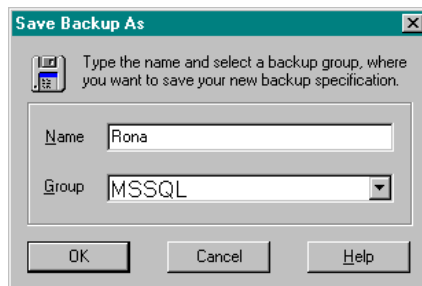 Save Backup As
Type the name and select a backup group, where
you want to save your new backup specification.
Name Rona
Group MSSQL
OK Cancel Help